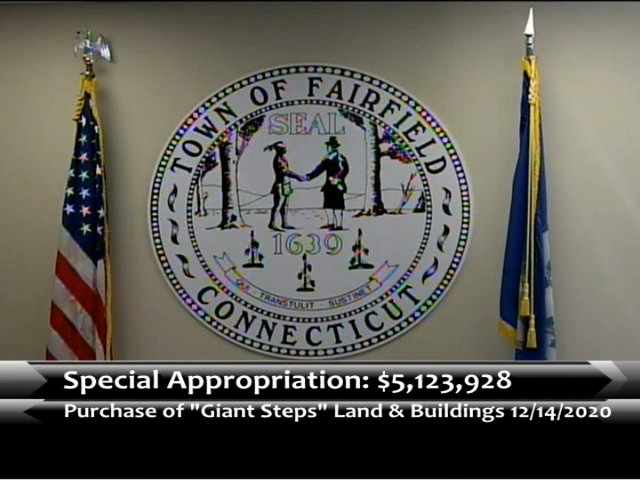 TOWN OF FAIRFIELD
SEAL
1639
QUI · TRANSTULIT · SUSTINET
CONNECTICUT
Special Appropriation: $5,123,928
Purchase of "Giant Steps" Land & Buildings 12/14/2020